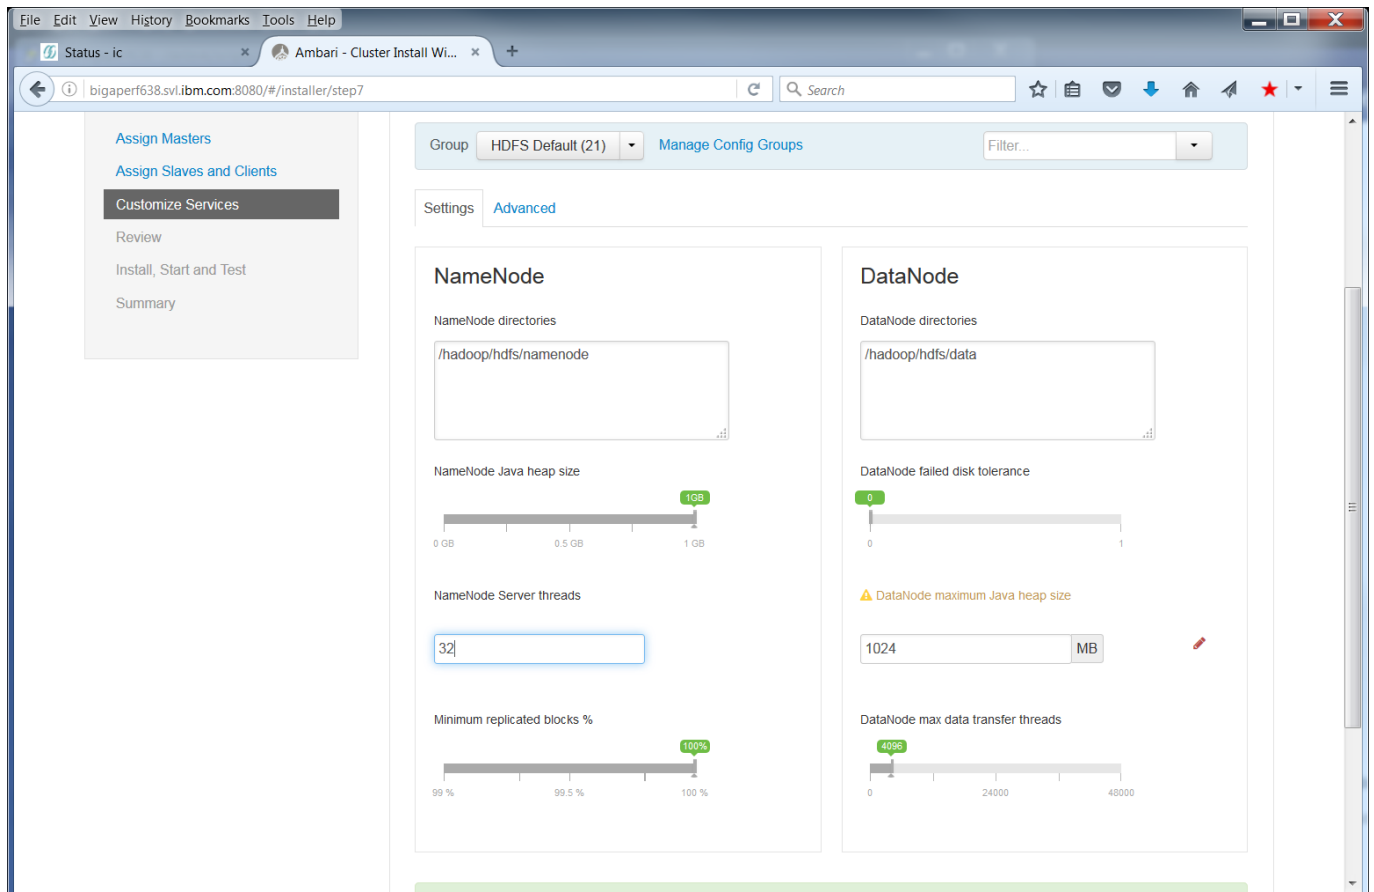 File Edit View History Bookmarks Tools Help
Status - ic × Ambari - Cluster Install Wi... × +
bigaperf638.svl.ibm.com:8080/#/installer/step7 Search
Assign Masters
Assign Slaves and Clients
Customize Services
Review
Install, Start and Test
Summary
Group HDFS Default (21) Manage Config Groups Filter...
Settings Advanced
NameNode
NameNode directories
/hadoop/hdfs/namenode
NameNode Java heap size
1GB
0 GB 0.5 GB 1 GB
NameNode Server threads
32
Minimum replicated blocks %
100%
99 % 99.5 % 100 %
DataNode
DataNode directories
/hadoop/hdfs/data
DataNode failed disk tolerance
0
0 1
DataNode maximum Java heap size
1024 MB
DataNode max data transfer threads
4096
0 24000 48000